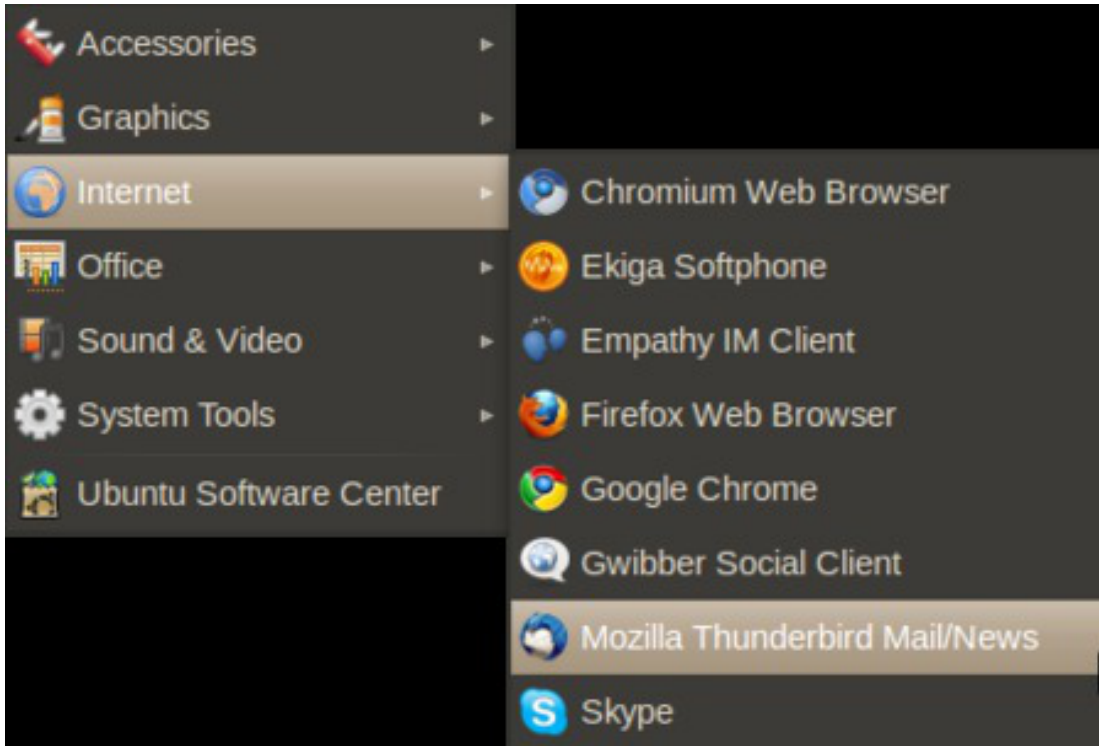 Accessories
Graphics
Internet
Office
Sound & Video
System Tools
Ubuntu Software Center
Chromium Web Browser
Ekiga Softphone
Empathy IM Client
Firefox Web Browser
Google Chrome
Gwibber Social Client
Mozilla Thunderbird Mail/News
Skype